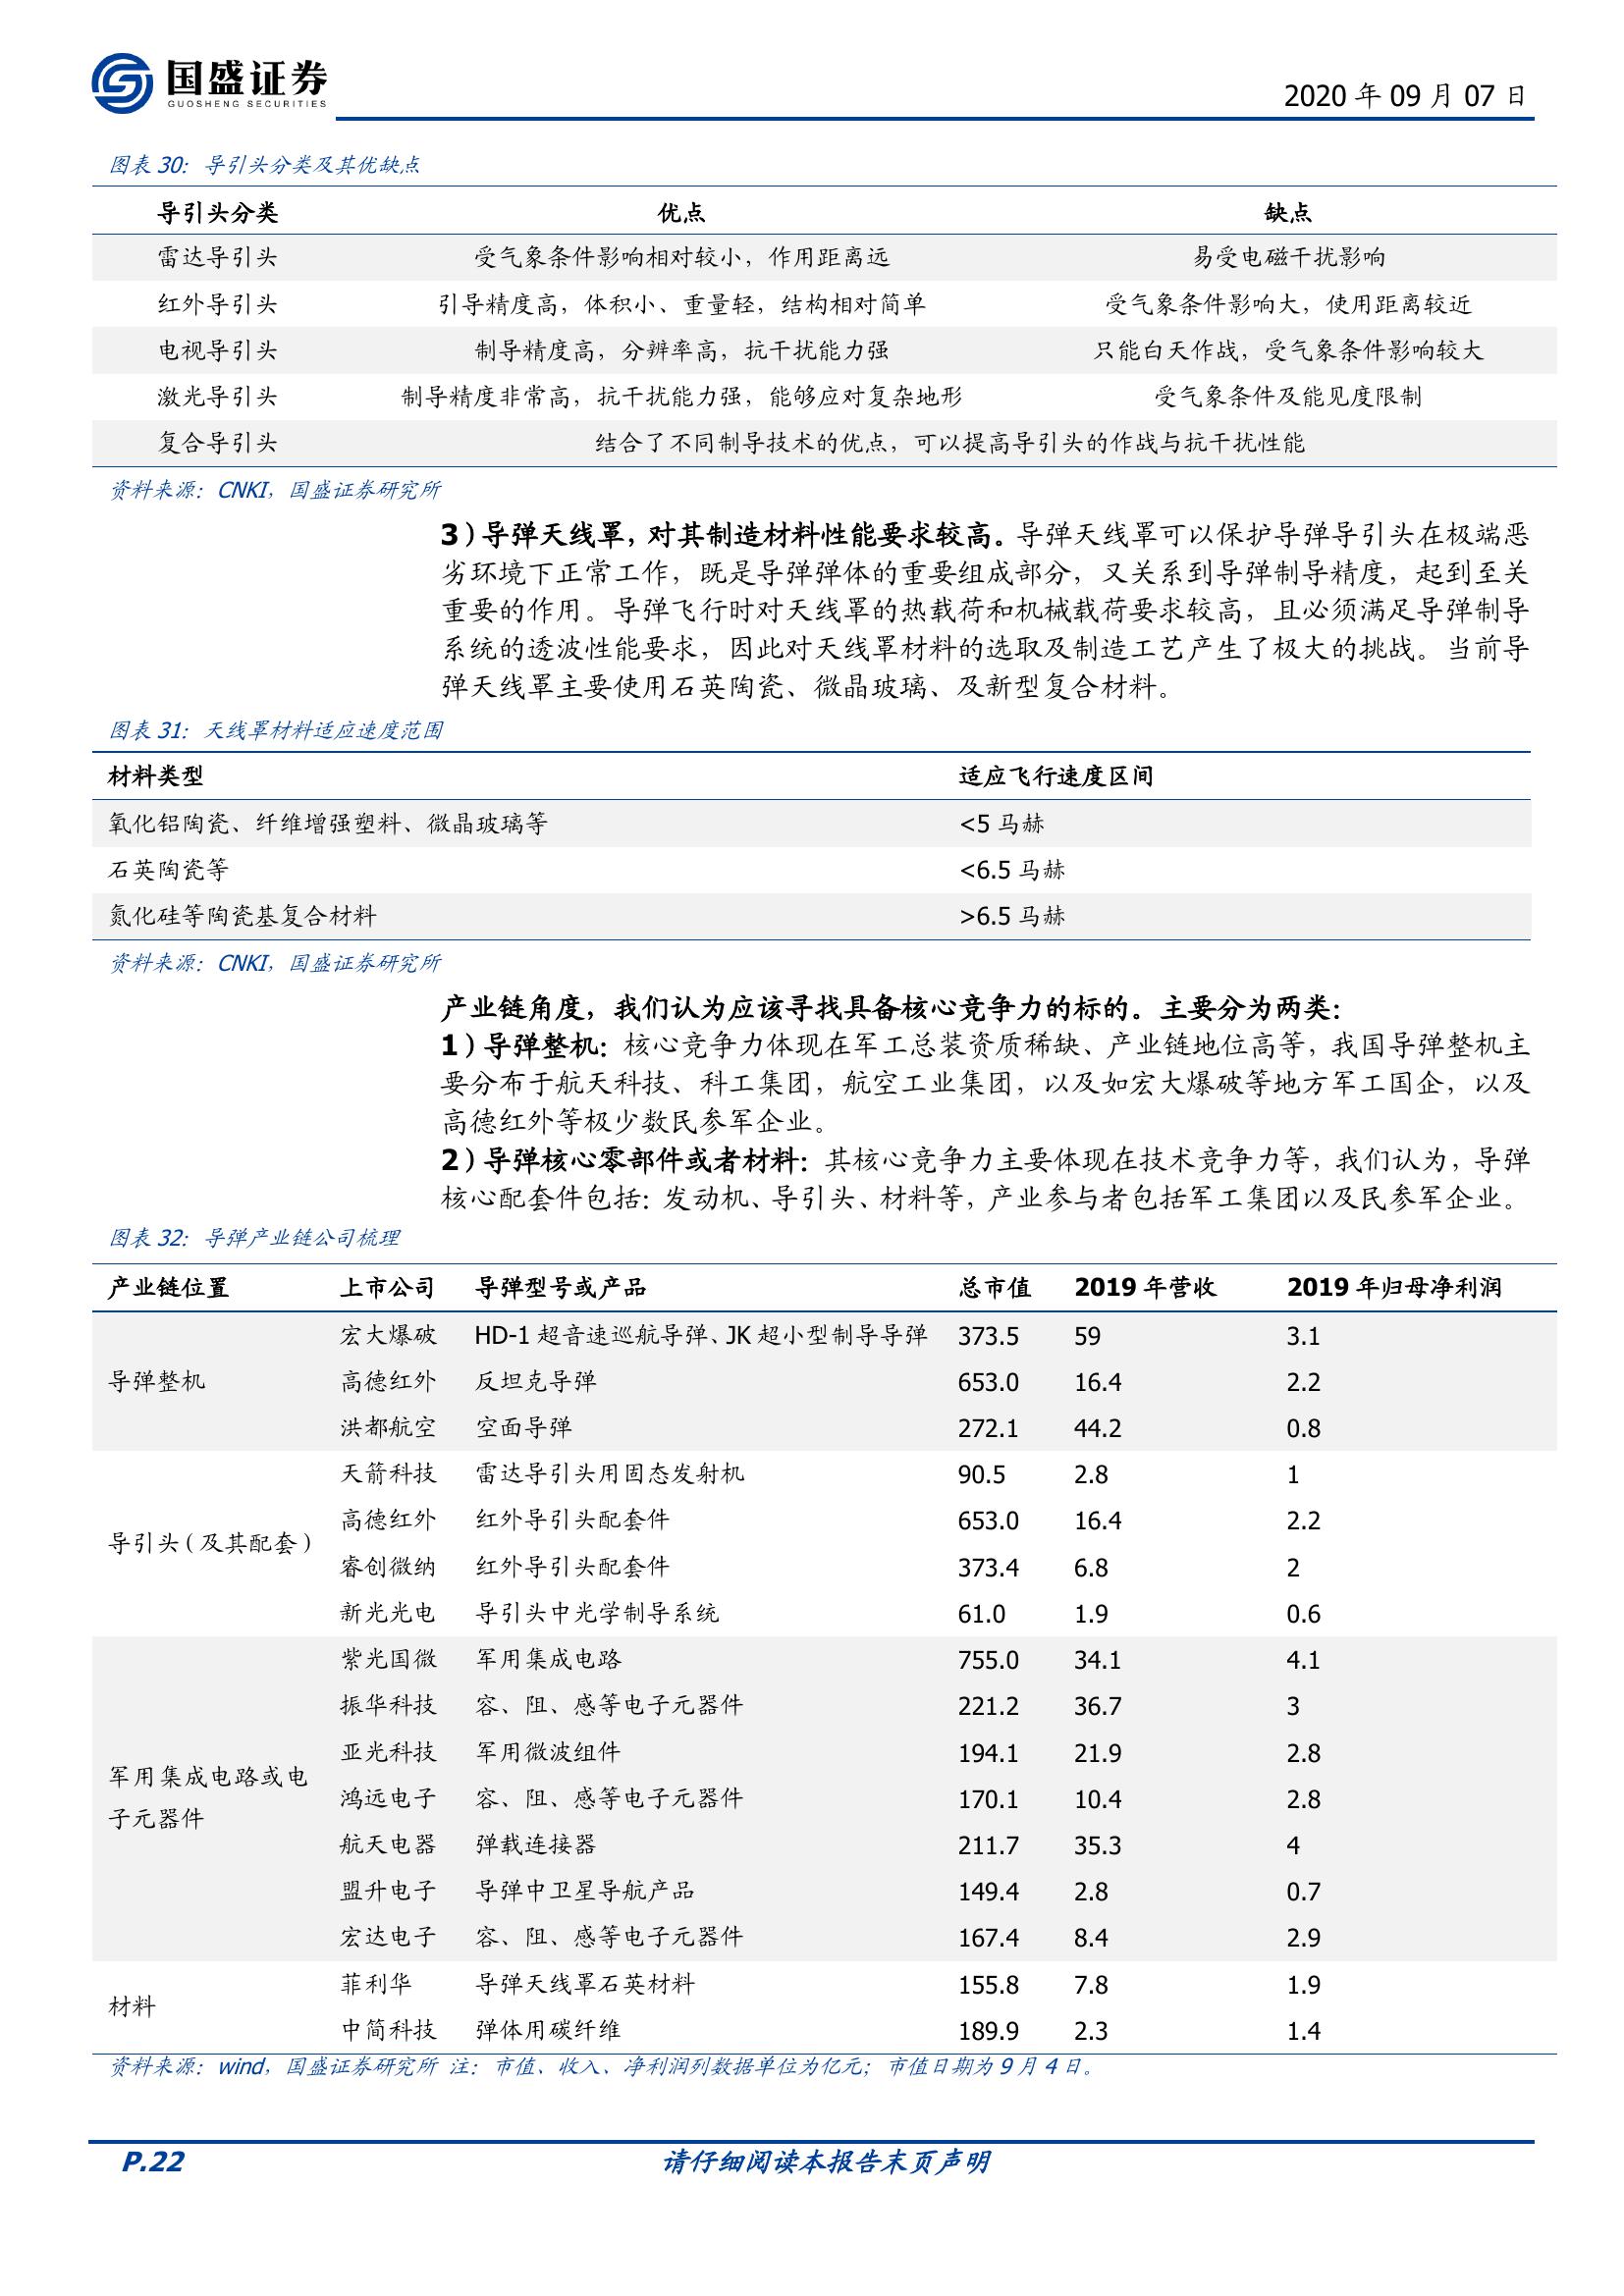 国盛证券
GUOSHENG SECURITIES
2020 年 09 月 07 日
图表 30：导引头分类及其优缺点
导引头分类 优点 缺点
雷达导引头 受气象条件影响相对较小，作用距离远 易受电磁干扰影响
红外导引头 引导精度高，体积小、重量轻，结构相对简单 受气象条件影响大，使用距离较近
电视导引头 制导精度高，分辨率高，抗干扰能力强 只能白天作战，受气象条件影响较大
激光导引头 制导精度非常高，抗干扰能力强，能够应对复杂地形 受气象条件及能见度限制
复合导引头 结合了不同制导技术的优点，可以提高导引头的作战与抗干扰性能
资料来源：CNKI，国盛证券研究所
3）导弹天线罩，对其制造材料性能要求较高。导弹天线罩可以保护导弹导引头在极端恶
劣环境下正常工作，既是导弹弹体的重要组成部分，又关系到导弹制导精度，起到至关
重要的作用。导弹飞行时对天线罩的热载荷和机械载荷要求较高，且必须满足导弹制导
系统的透波性能要求，因此对天线罩材料的选取及制造工艺产生了极大的挑战。当前导
弹天线罩主要使用石英陶瓷、微晶玻璃、及新型复合材料。
图表 31：天线罩材料适应速度范围
材料类型 适应飞行速度区间
氧化铝陶瓷、纤维增强塑料、微晶玻璃等 <5 马赫
石英陶瓷等 <6.5 马赫
氮化硅等陶瓷基复合材料 >6.5 马赫
资料来源：CNKI，国盛证券研究所
产业链角度，我们认为应该寻找具备核心竞争力的标的。主要分为两类：
1）导弹整机：核心竞争力体现在军工总装资质稀缺、产业链地位高等，我国导弹整机主
要分布于航天科技、科工集团，航空工业集团，以及如宏大爆破等地方军工国企，以及
高德红外等极少数民参军企业。
2）导弹核心零部件或者材料：其核心竞争力主要体现在技术竞争力等，我们认为，导弹
核心配套件包括：发动机、导引头、材料等，产业参与者包括军工集团以及民参军企业。
图表 32：导弹产业链公司梳理
产业链位置 上市公司 导弹型号或产品 总市值 2019 年营收 2019 年归母净利润
宏大爆破 HD-1 超音速巡航导弹、JK 超小型制导导弹 373.5 59 3.1
导弹整机 高德红外 反坦克导弹 653.0 16.4 2.2
洪都航空 空面导弹 272.1 44.2 0.8
天箭科技 雷达导引头用固态发射机 90.5 2.8 1
高德红外 红外导引头配套件 653.0 16.4 2.2
导引头（及其配套）
睿创微纳 红外导引头配套件 373.4 6.8 2
新光光电 导引头中光学制导系统 61.0 1.9 0.6
紫光国微 军用集成电路 755.0 34.1 4.1
振华科技 容、阻、感等电子元器件 221.2 36.7 3
亚光科技 军用微波组件 194.1 21.9 2.8
军用集成电路或电
鸿远电子 容、阻、感等电子元器件 170.1 10.4 2.8
子元器件
航天电器 弹载连接器 211.7 35.3 4
盟升电子 导弹中卫星导航产品 149.4 2.8 0.7
宏达电子 容、阻、感等电子元器件 167.4 8.4 2.9
菲利华 导弹天线罩石英材料 155.8 7.8 1.9
材料
中简科技 弹体用碳纤维 189.9 2.3 1.4
资料来源：wind，国盛证券研究所 注：市值、收入、净利润列数据单位为亿元；市值日期为 9 月 4 日。
P.22 请仔细阅读本报告末页声明